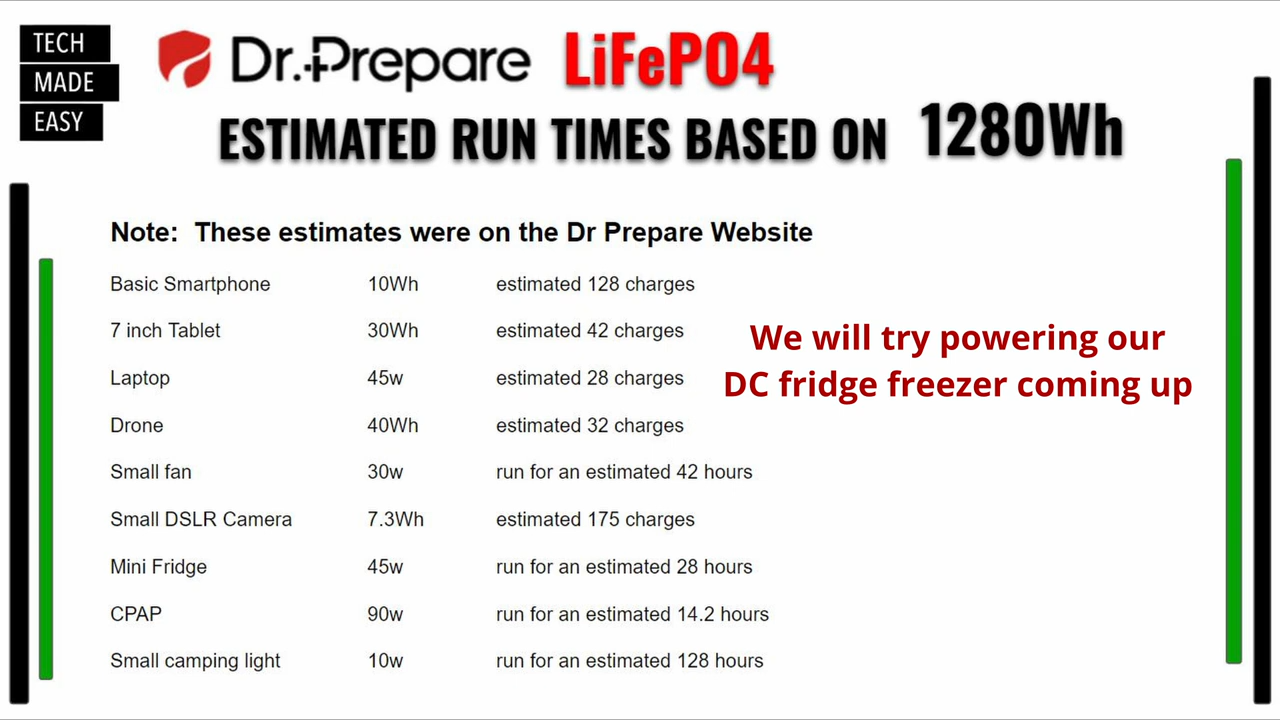 TECH
MADE
EASY
Dr.Prepare LiFePO4
ESTIMATED RUN TIMES BASED ON 1280Wh
Note: These estimates were on the Dr Prepare Website
Basic Smartphone 10Wh estimated 128 charges
7 inch Tablet 30Wh estimated 42 charges
Laptop 45w estimated 28 charges
Drone 40Wh estimated 32 charges
Small fan 30w run for an estimated 42 hours
Small DSLR Camera 7.3Wh estimated 175 charges
Mini Fridge 45w run for an estimated 28 hours
CPAP 90w run for an estimated 14.2 hours
Small camping light 10w run for an estimated 128 hours
We will try powering our
DC fridge freezer coming up